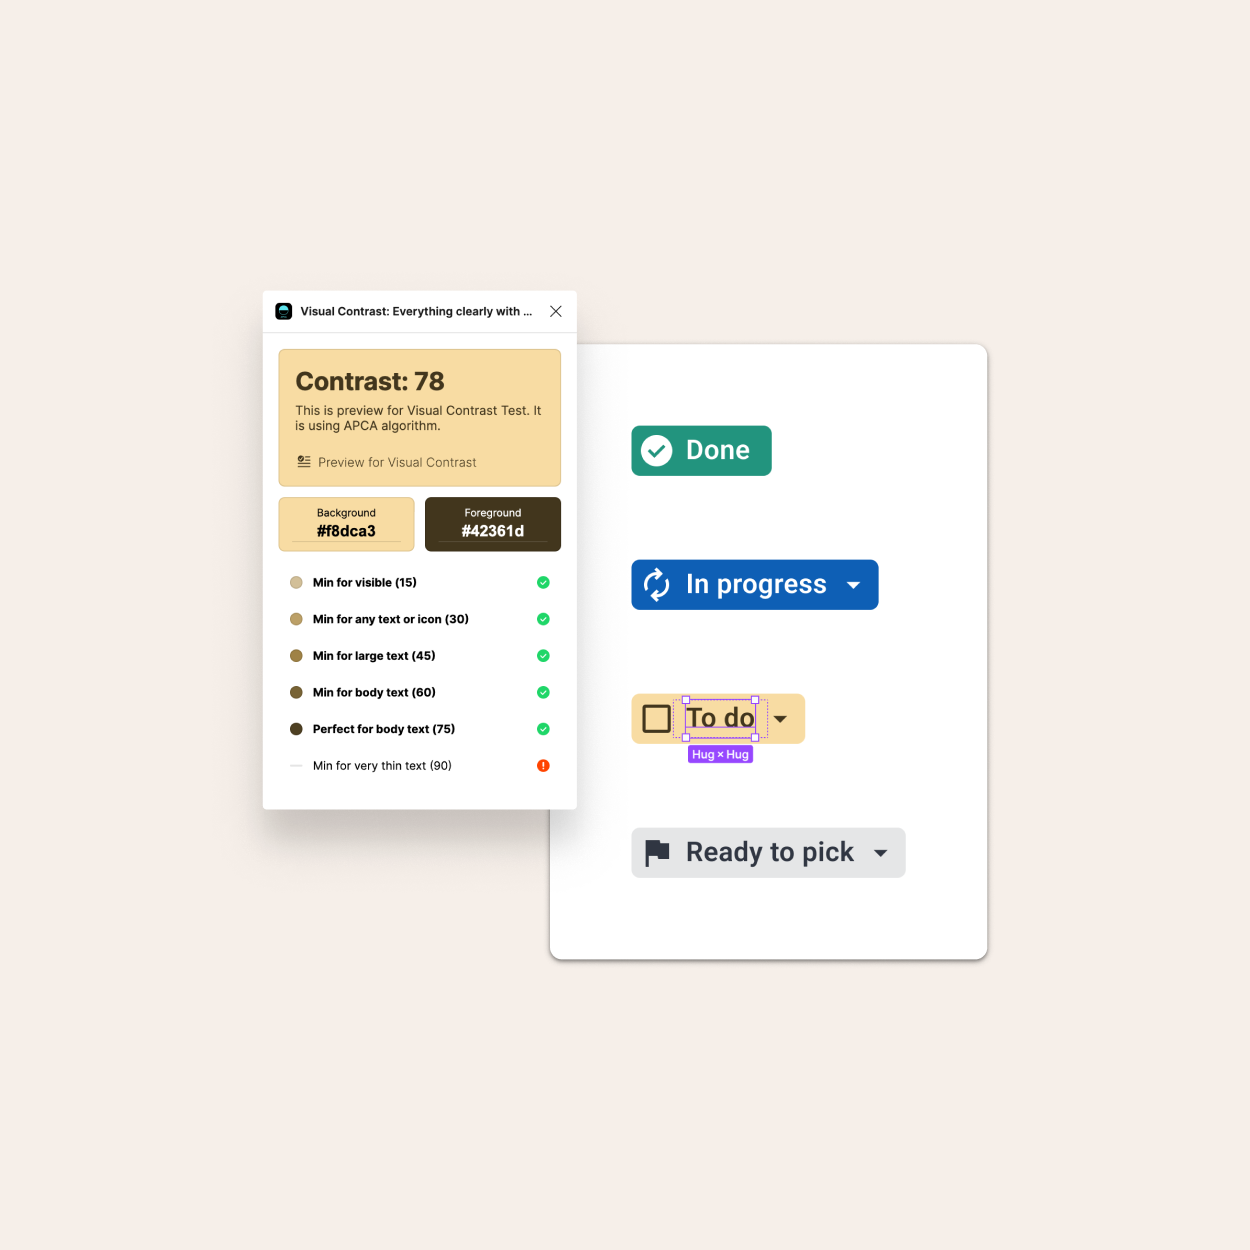 Visual Contrast: Everything clearly with ...
Contrast: 78
This is preview for Visual Contrast Test. It
is using APCA algorithm.
Preview for Visual Contrast
Background
#f8dca3
Foreground
#42361d
Min for visible (15)
Min for any text or icon (30)
Min for large text (45)
Min for body text (60)
Perfect for body text (75)
Min for very thin text (90)
Done
In progress
To do
Hug × Hug
Ready to pick